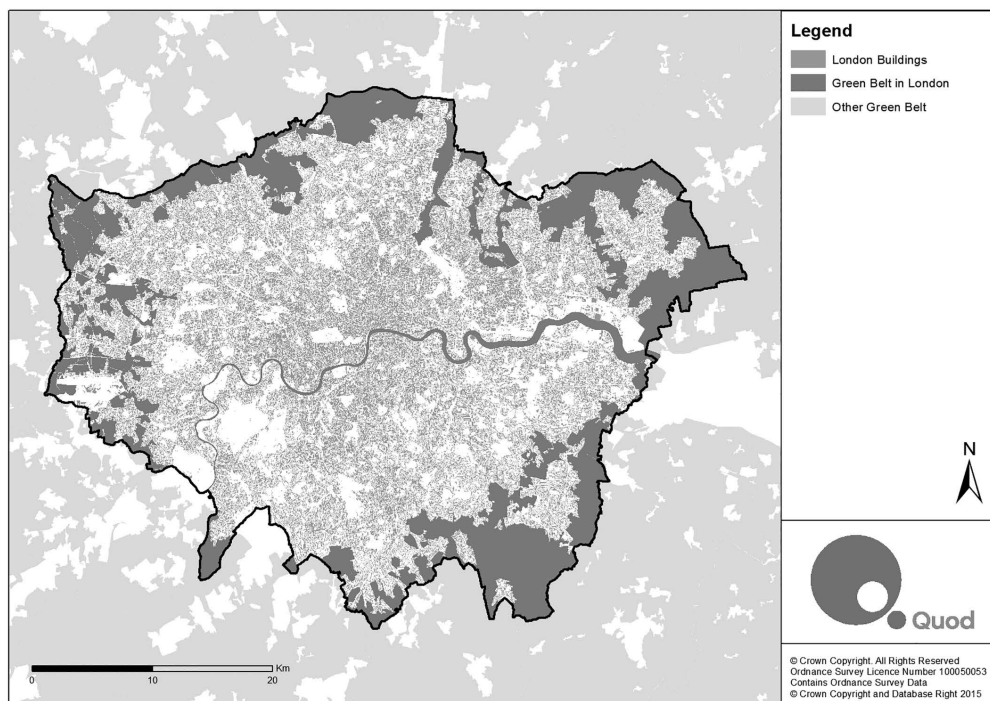 Legend
London Buildings
Green Belt in London
Other Green Belt
N
Quod
Km
0 10 20
© Crown Copyright. All Rights Reserved
Ordnance Survey Licence Number 100050053
Contains Ordnance Survey Data
© Crown Copyright and Database Right 2015